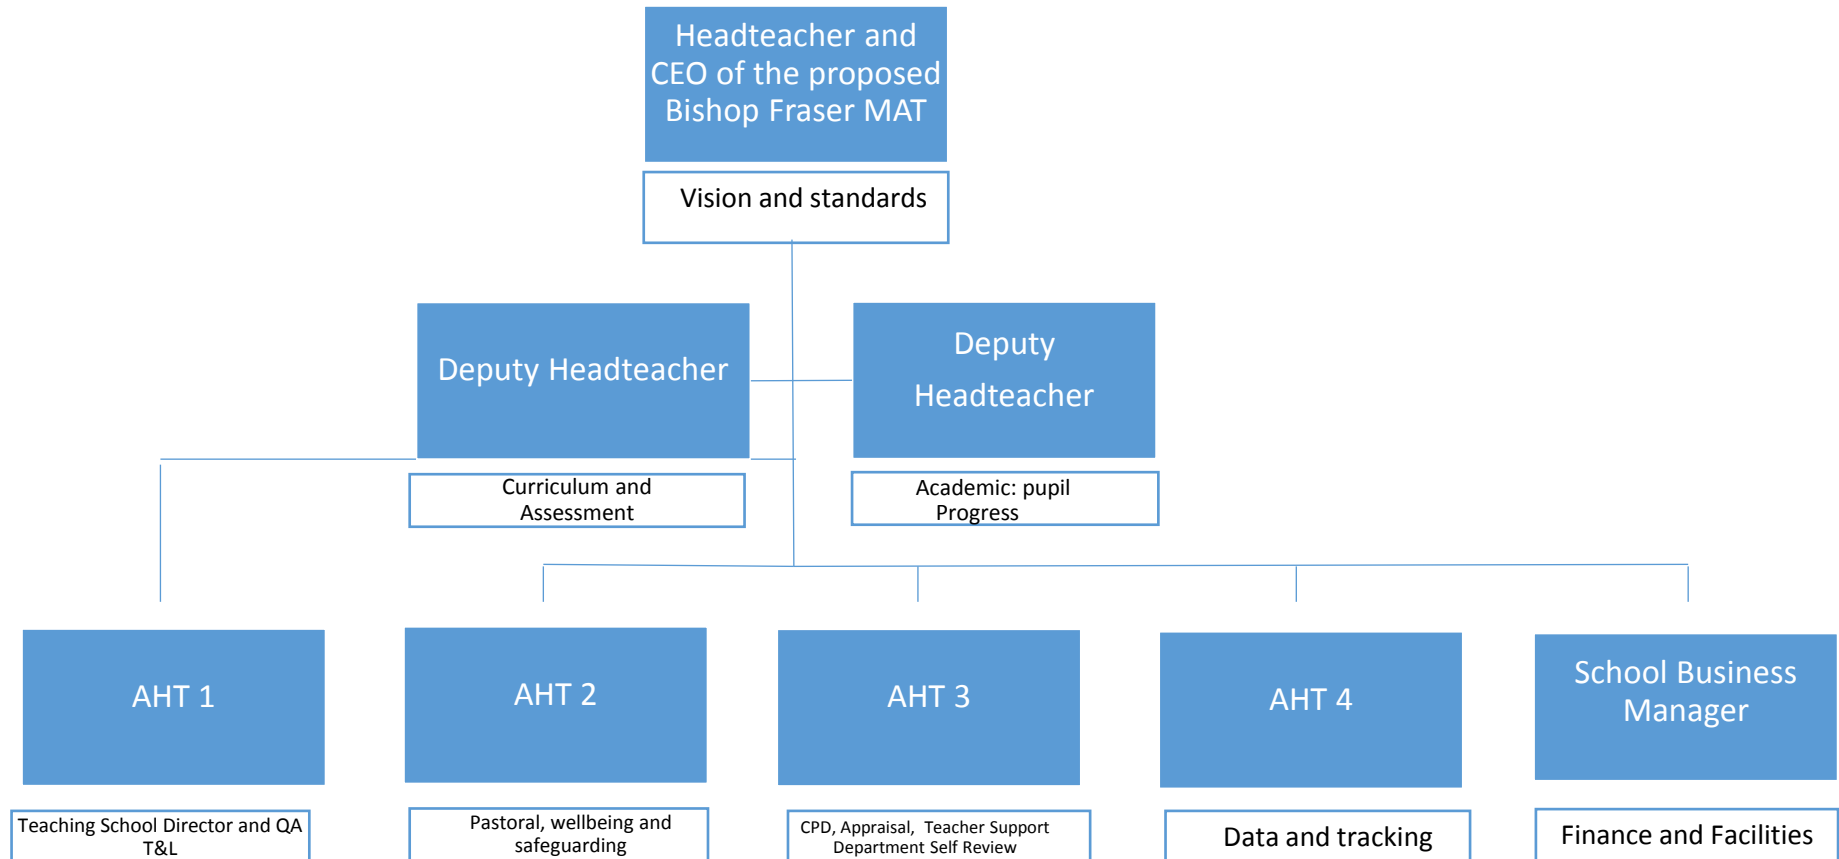 Headteacher and
CEO of the proposed
Bishop Fraser MAT
Vision and standards
Deputy Headteacher
Deputy
Headteacher
Curriculum and
Assessment
Academic: pupil
Progress
AHT 1
AHT 2
AHT 3
AHT 4
School Business
Manager
Teaching School Director and QA
T&L
Pastoral, wellbeing and
safeguarding
CPD, Appraisal, Teacher Support
Department Self Review
Data and tracking
Finance and Facilities